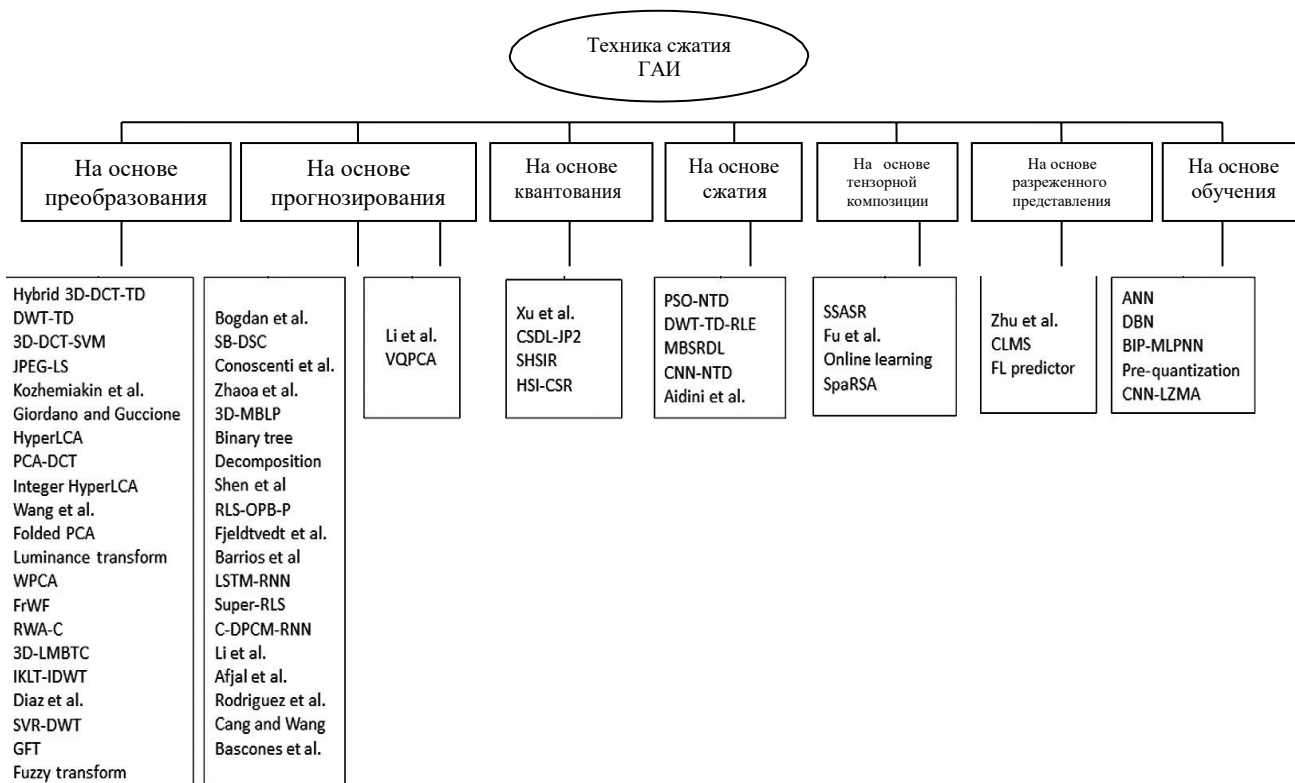 Техника сжатия
ГАИ
На основе
преобразования
На основе
прогнозирования
На основе
квантования
На основе
сжатия
На основе
тензорной
композиции
На основе
разреженного
представления
На основе
обучения
Hybrid 3D-DCT-TD
DWT-TD
3D-DCT-SVM
JPEG-LS
Kozhemiakin et al.
Giordano and Guccione
HyperLCA
PCA-DCT
Integer HyperLCA
Wang et al.
Folded PCA
Luminance transform
WPCA
FrWF
RWA-C
3D-LMBTC
IKLT-IDWT
Diaz et al.
SVR-DWT
GFT
Fuzzy transform
Bogdan et al.
SB-DSC
Conoscenti et al.
Zhaoa et al.
3D-MBLP
Binary tree
Decomposition
Shen et al
RLS-OPB-P
Fjeldtvedt et al.
Barrios et al
LSTM-RNN
Super-RLS
C-DPCM-RNN
Li et al.
Afjal et al.
Rodriguez et al.
Cang and Wang
Bascones et al.
Li et al.
VQPCA
Xu et al.
CSDL-JP2
SHSIR
HSI-CSR
PSO-NTD
DWT-TD-RLE
MBSRDL
CNN-NTD
Aidini et al.
SSASR
Fu et al.
Online learning
SpaRSA
Zhu et al.
CLMS
FL predictor
ANN
DBN
BIP-MLPNN
Pre-quantization
CNN-LZMA